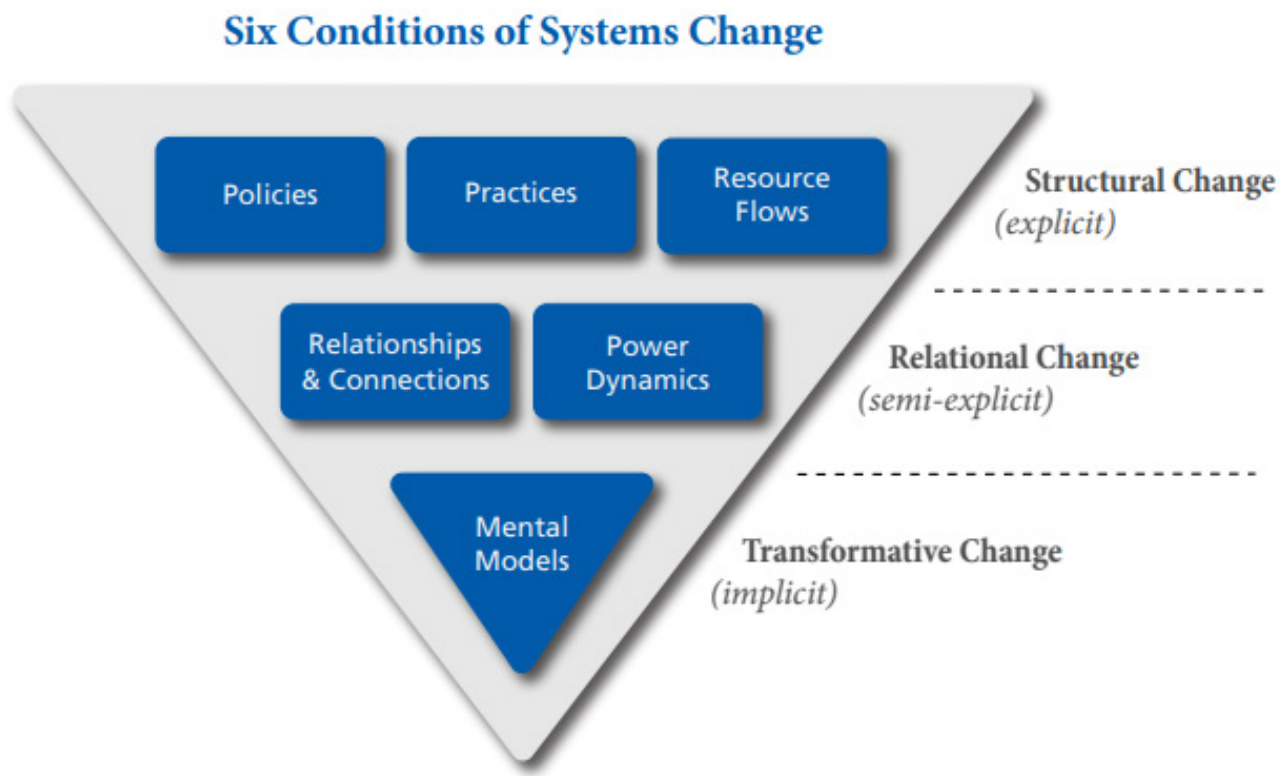 Six Conditions of Systems Change
Policies
Practices
Resource
Flows
Structural Change
(explicit)
Relationships
& Connections
Power
Dynamics
Relational Change
(semi-explicit)
Mental
Models
Transformative Change
(implicit)